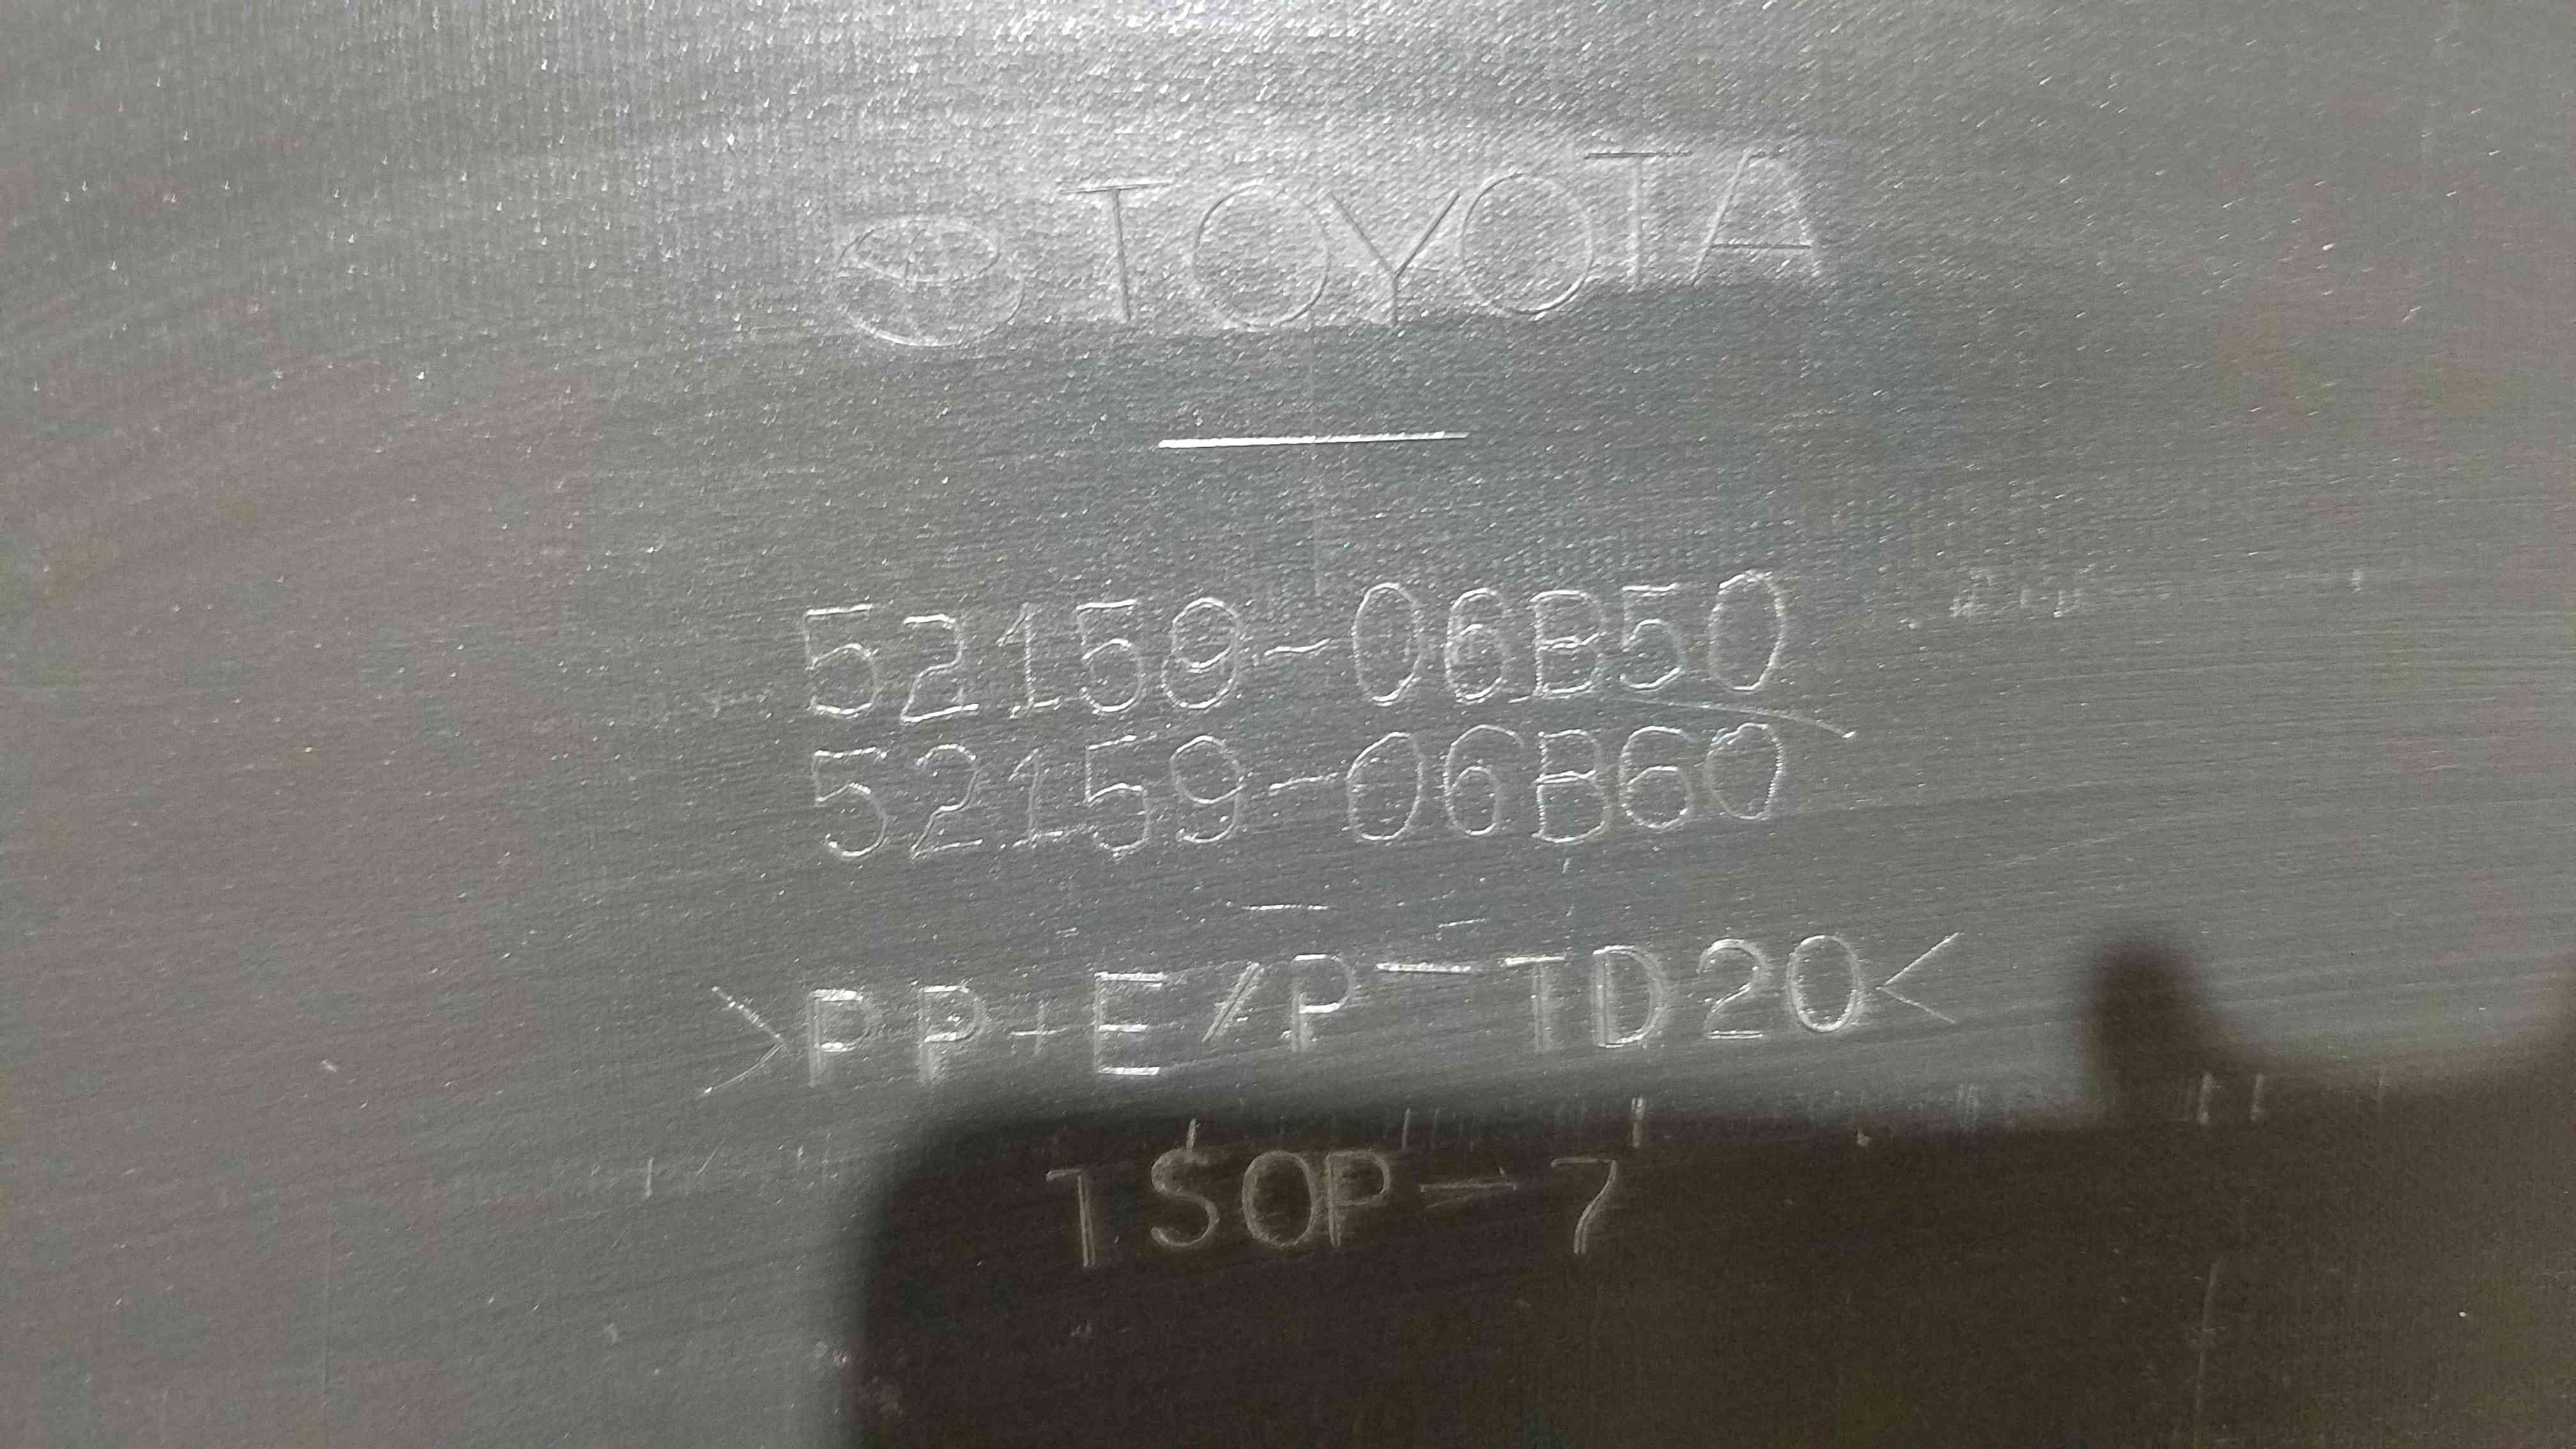 TOYOTA
52159-06B50
52159-06B60
>PP+E/P-TD20<
TSOP-7